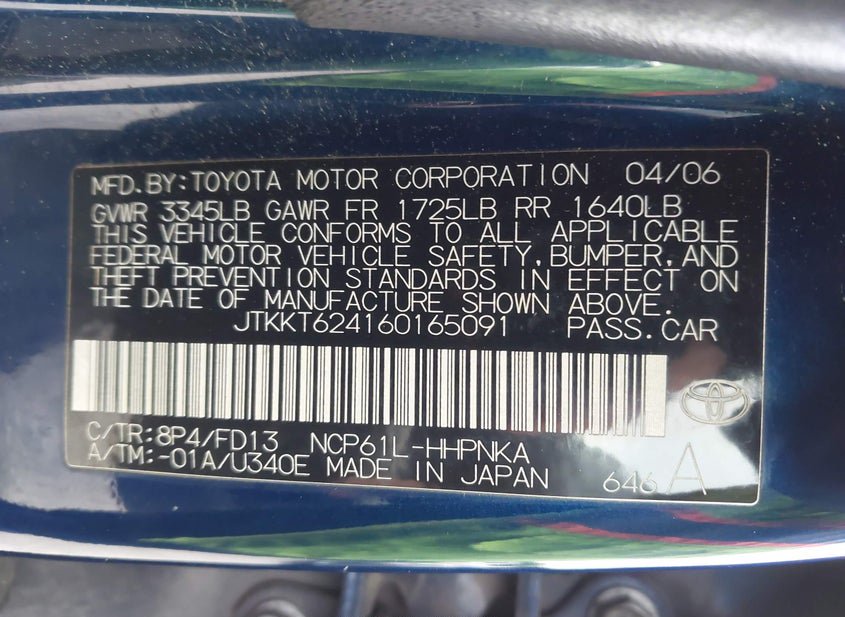 MFD.BY:TOYOTA MOTOR CORPORATION 04/06
GVWR 3345LB GAWR FR 1725LB RR 1640LB
THIS VEHICLE CONFORMS TO ALL APPLICABLE
FEDERAL MOTOR VEHICLE SAFETY,BUMPER,AND
THEFT PREVENTION STANDARDS IN EFFECT ON
THE DATE OF MANUFACTURE SHOWN ABOVE.
JTKKT624160165091 PASS.CAR
C/TR:8P4/FD13 NCP61L-HHPNKA
A/TM:-01A/U340E MADE IN JAPAN 646 A